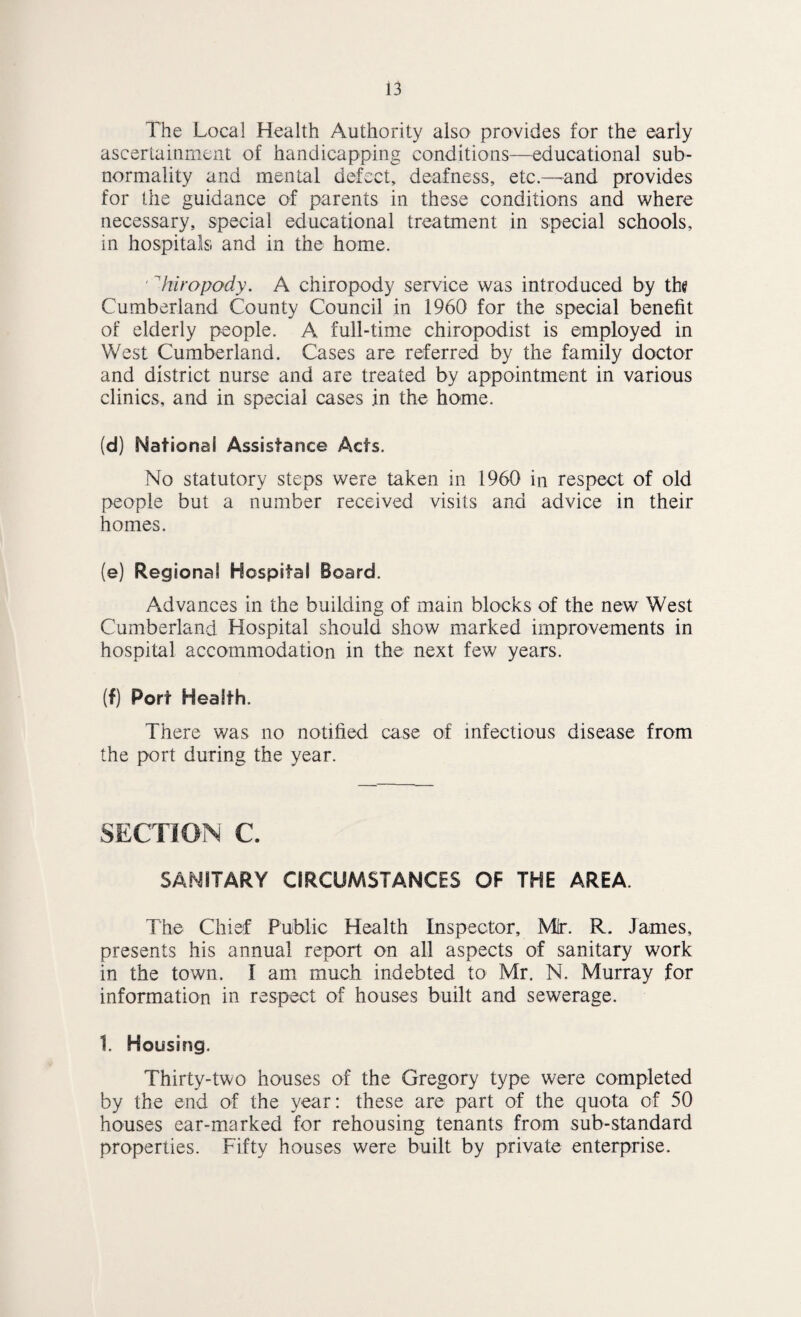 13
The Local Health Authority also provides for the early
ascertainment of handicapping conditions—educational sub-
normality and mental defect, deafness, etc.—and provides
for the guidance of parents in these conditions and where
necessary, special educational treatment in special schools,
in hospitals and in the home.
Chiropody. A chiropody service was introduced by the
Cumberland County Council in 1960 for the special benefit
of elderly people. A full-time chiropodist is employed in
West Cumberland. Cases are referred by the family doctor
and district nurse and are treated by appointment in various
clinics, and in special cases in the home.
(d) National Assistance Acts.
No statutory steps were taken in 1960 in respect of old
people but a number received visits and advice in their
homes.
(e) Regional Hospital Board.
Advances in the building of main blocks of the new West
Cumberland Hospital should show marked improvements in
hospital accommodation in the next few years.
(f) Port Health.
There was no notified case of infectious disease from
the port during the year.
SECTION C.
SANITARY CIRCUMSTANCES OF THE AREA.
The Chief Public Health Inspector, Mr. R. James,
presents his annual report on all aspects of sanitary work
in the town. I am much indebted to Mr. N. Murray for
information in respect of houses built and sewerage.
1. Housing.
Thirty-two houses of the Gregory type were completed
by the end of the year: these are part of the quota of 50
houses ear-marked for rehousing tenants from sub-standard
properties. Fifty houses were built by private enterprise.